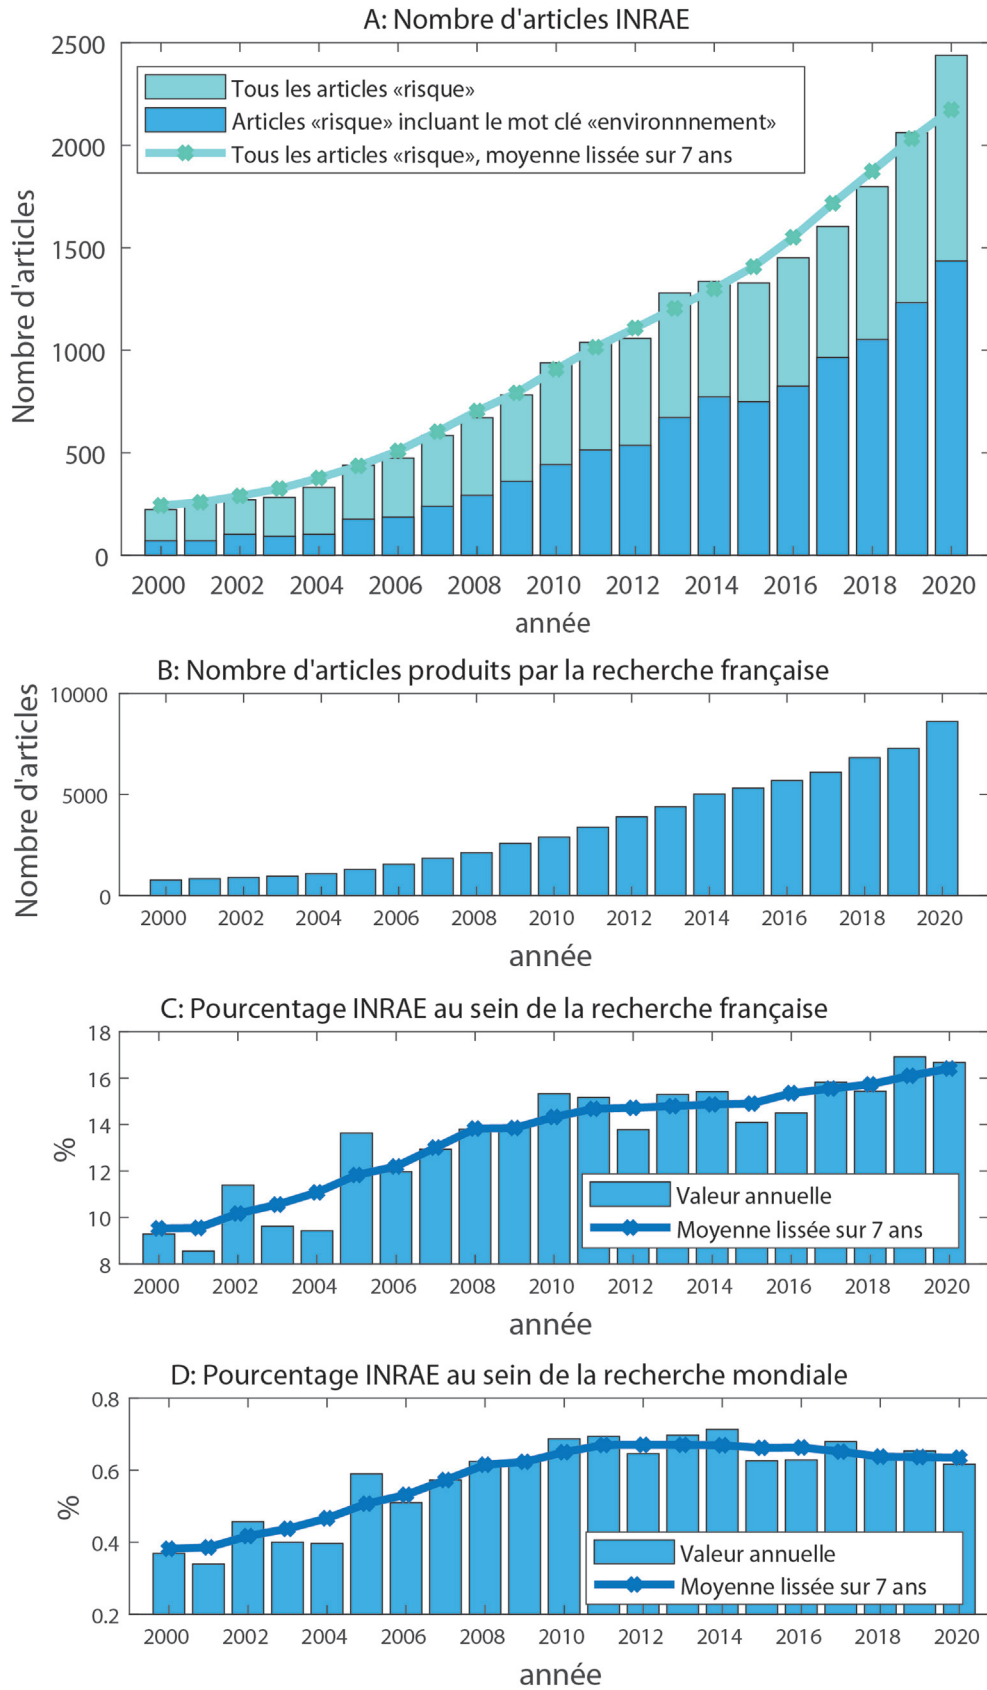 A: Nombre d'articles INRAE
2500
2000
1500
1000
500
0
Nombre d'articles
Tous les articles «risque»
Articles «risque» incluant le mot clé «environnnement»
Tous les articles «risque», moyenne lissée sur 7 ans
2000 2002 2004 2006 2008 2010 2012 2014 2016 2018 2020
année
B: Nombre d'articles produits par la recherche française
10000
5000
0
Nombre d'articles
2000 2002 2004 2006 2008 2010 2012 2014 2016 2018 2020
année
C: Pourcentage INRAE au sein de la recherche française
18
16
14
12
10
8
%
Valeur annuelle
Moyenne lissée sur 7 ans
2000 2002 2004 2006 2008 2010 2012 2014 2016 2018 2020
année
D: Pourcentage INRAE au sein de la recherche mondiale
0.8
0.6
0.4
0.2
%
Valeur annuelle
Moyenne lissée sur 7 ans
2000 2002 2004 2006 2008 2010 2012 2014 2016 2018 2020
année